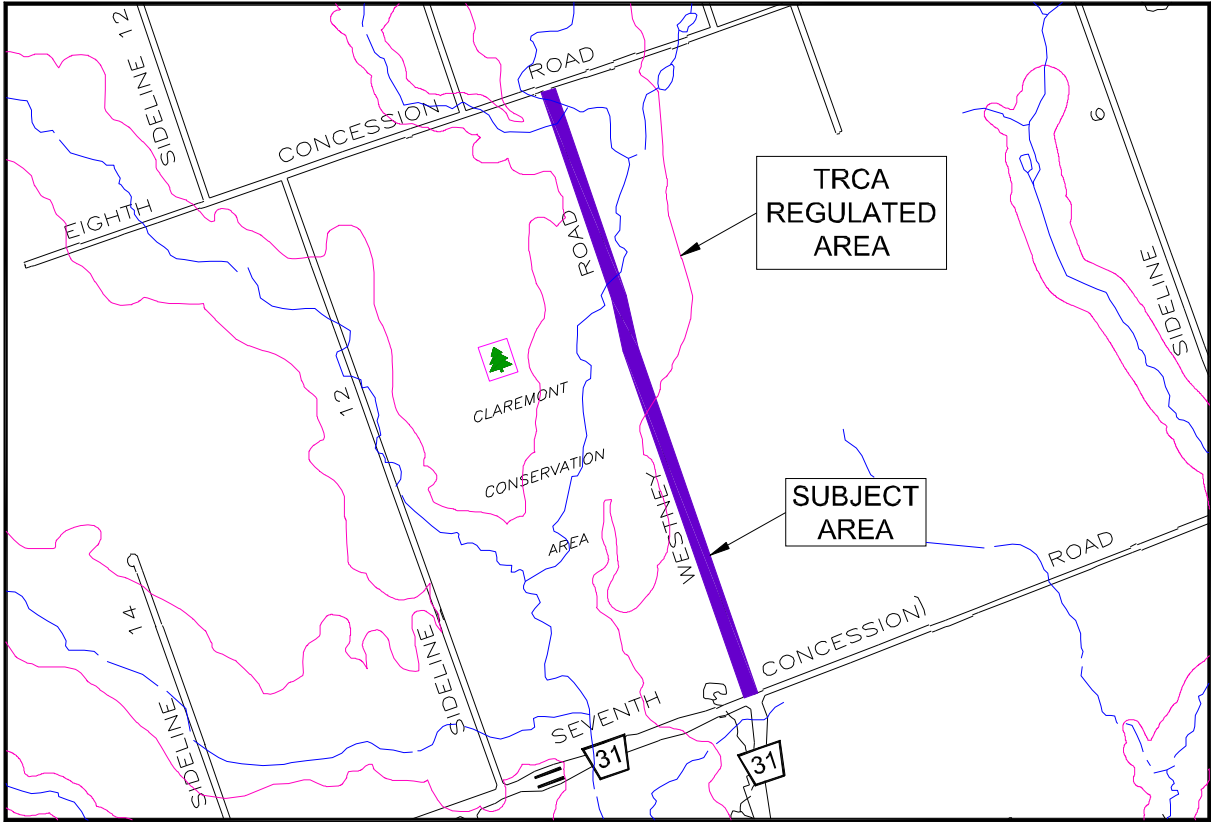 SIDELINE 12
EIGHTH CONCESSION ROAD
TRCA
REGULATED
AREA
9
SIDELINE
WESTNEY ROAD
12
SIDELINE
CLAREMONT
CONSERVATION
AREA
SUBJECT
AREA
14
SIDELINE
SEVENTH CONCESSION) ROAD
31
31